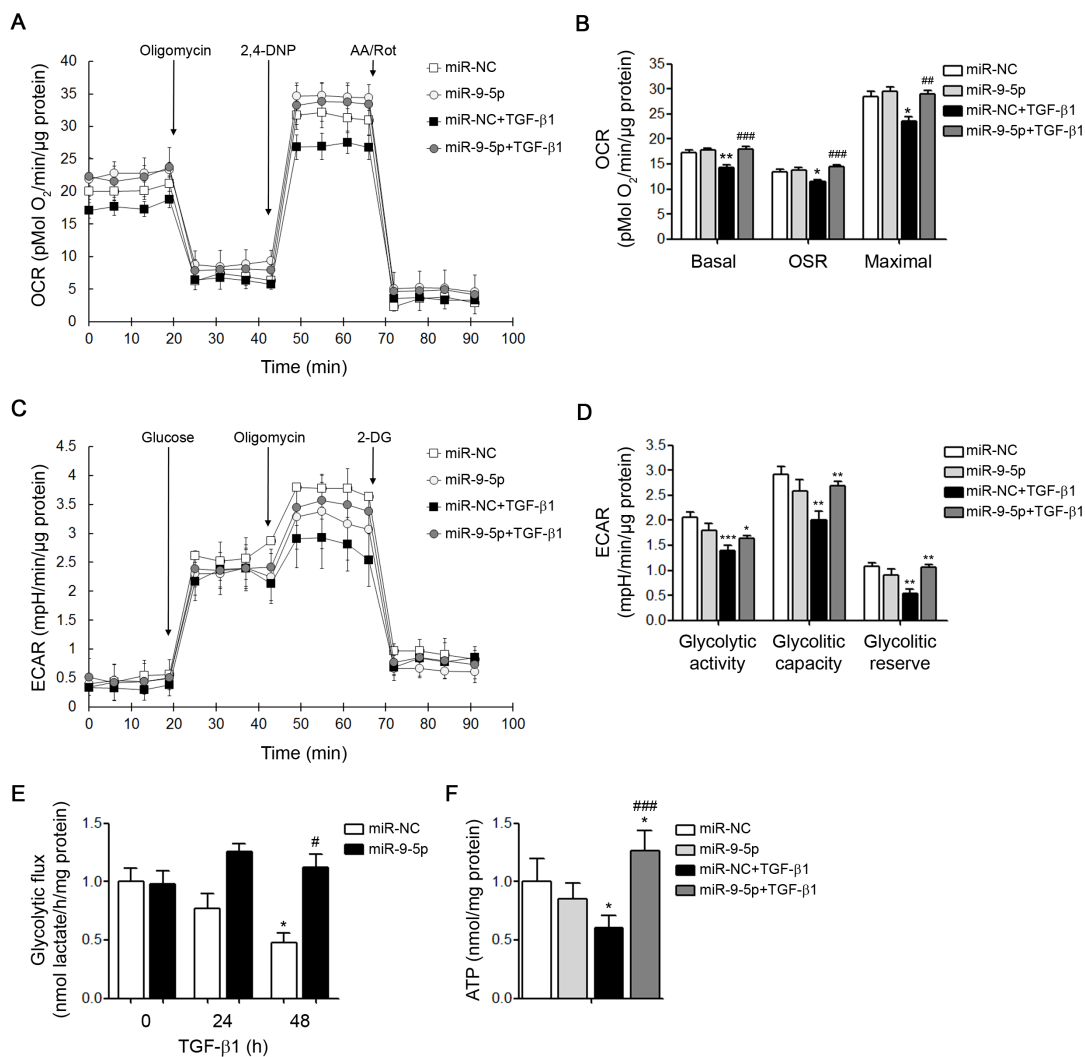 A
Oligomycin
2,4-DNP
AA/Rot
miR-NC
miR-9-5p
miR-NC+TGF-β1
miR-9-5p+TGF-β1
OCR (pMol O₂/min/µg protein)
40
35
30
25
20
15
10
5
0
0 10 20 30 40 50 60 70 80 90 100
Time (min)
B
miR-NC
miR-9-5p
miR-NC+TGF-β1
miR-9-5p+TGF-β1
OCR
(pMol O₂/min/µg protein)
35
30
25
20
15
10
5
0
** ###
* ###
* ##
Basal OSR Maximal
C
Glucose
Oligomycin
2-DG
miR-NC
miR-9-5p
miR-NC+TGF-β1
miR-9-5p+TGF-β1
ECAR (mpH/min/µg protein)
4.5
4
3.5
3
2.5
2
1.5
1
0.5
0
0 10 20 30 40 50 60 70 80 90 100
Time (min)
D
miR-NC
miR-9-5p
miR-NC+TGF-β1
miR-9-5p+TGF-β1
ECAR
(mpH/min/µg protein)
3.5
3.0
2.5
2.0
1.5
1.0
0.5
0.0
*** *
** **
** **
Glycolytic
activity
Glycolitic
capacity
Glycolitic
reserve
E
miR-NC
miR-9-5p
Glycolytic flux
(nmol lactate/h/mg protein)
1.5
1.0
0.5
0.0
* #
0 24 48
TGF-β1 (h)
F
miR-NC
miR-9-5p
miR-NC+TGF-β1
miR-9-5p+TGF-β1
ATP (nmol/mg protein)
1.5
1.0
0.5
0.0
*
###
*